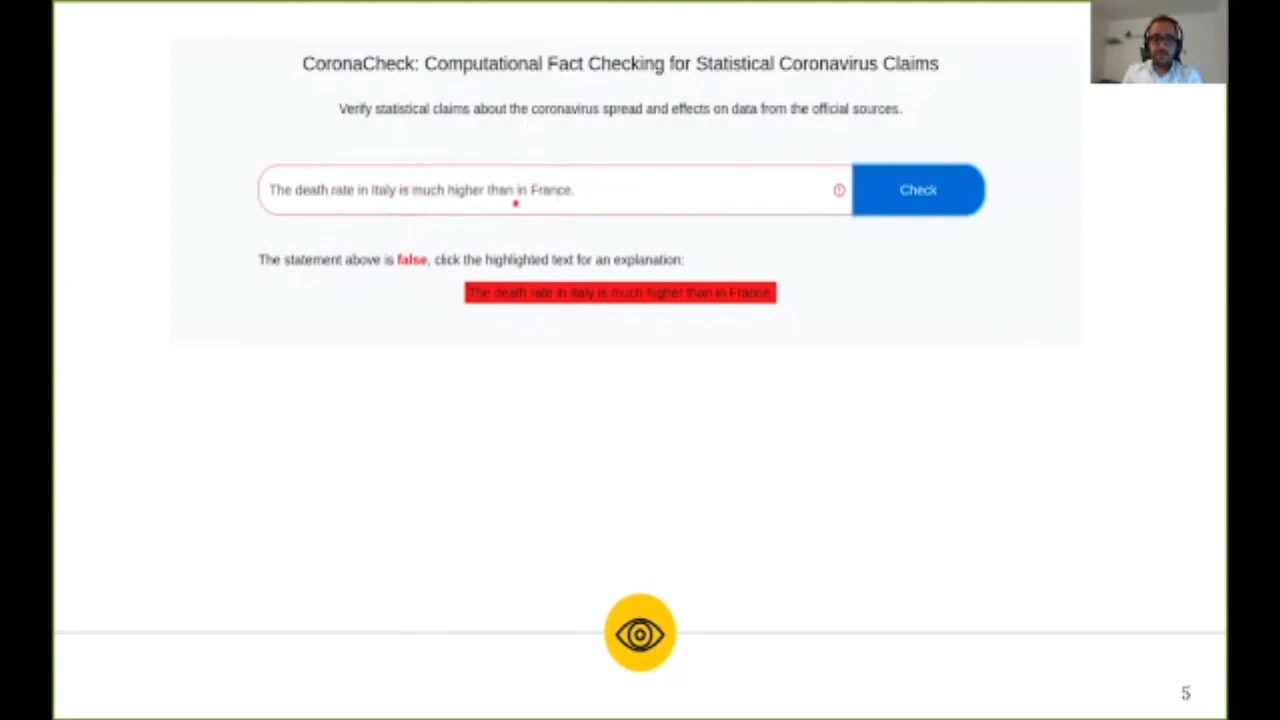 CoronaCheck: Computational Fact Checking for Statistical Coronavirus Claims
Verify statistical claims about the coronavirus spread and effects on data from the official sources.
The death rate in Italy is much higher than in France.
Check
The statement above is false, click the highlighted text for an explanation:
The death rate in Italy is much higher than in France.
5